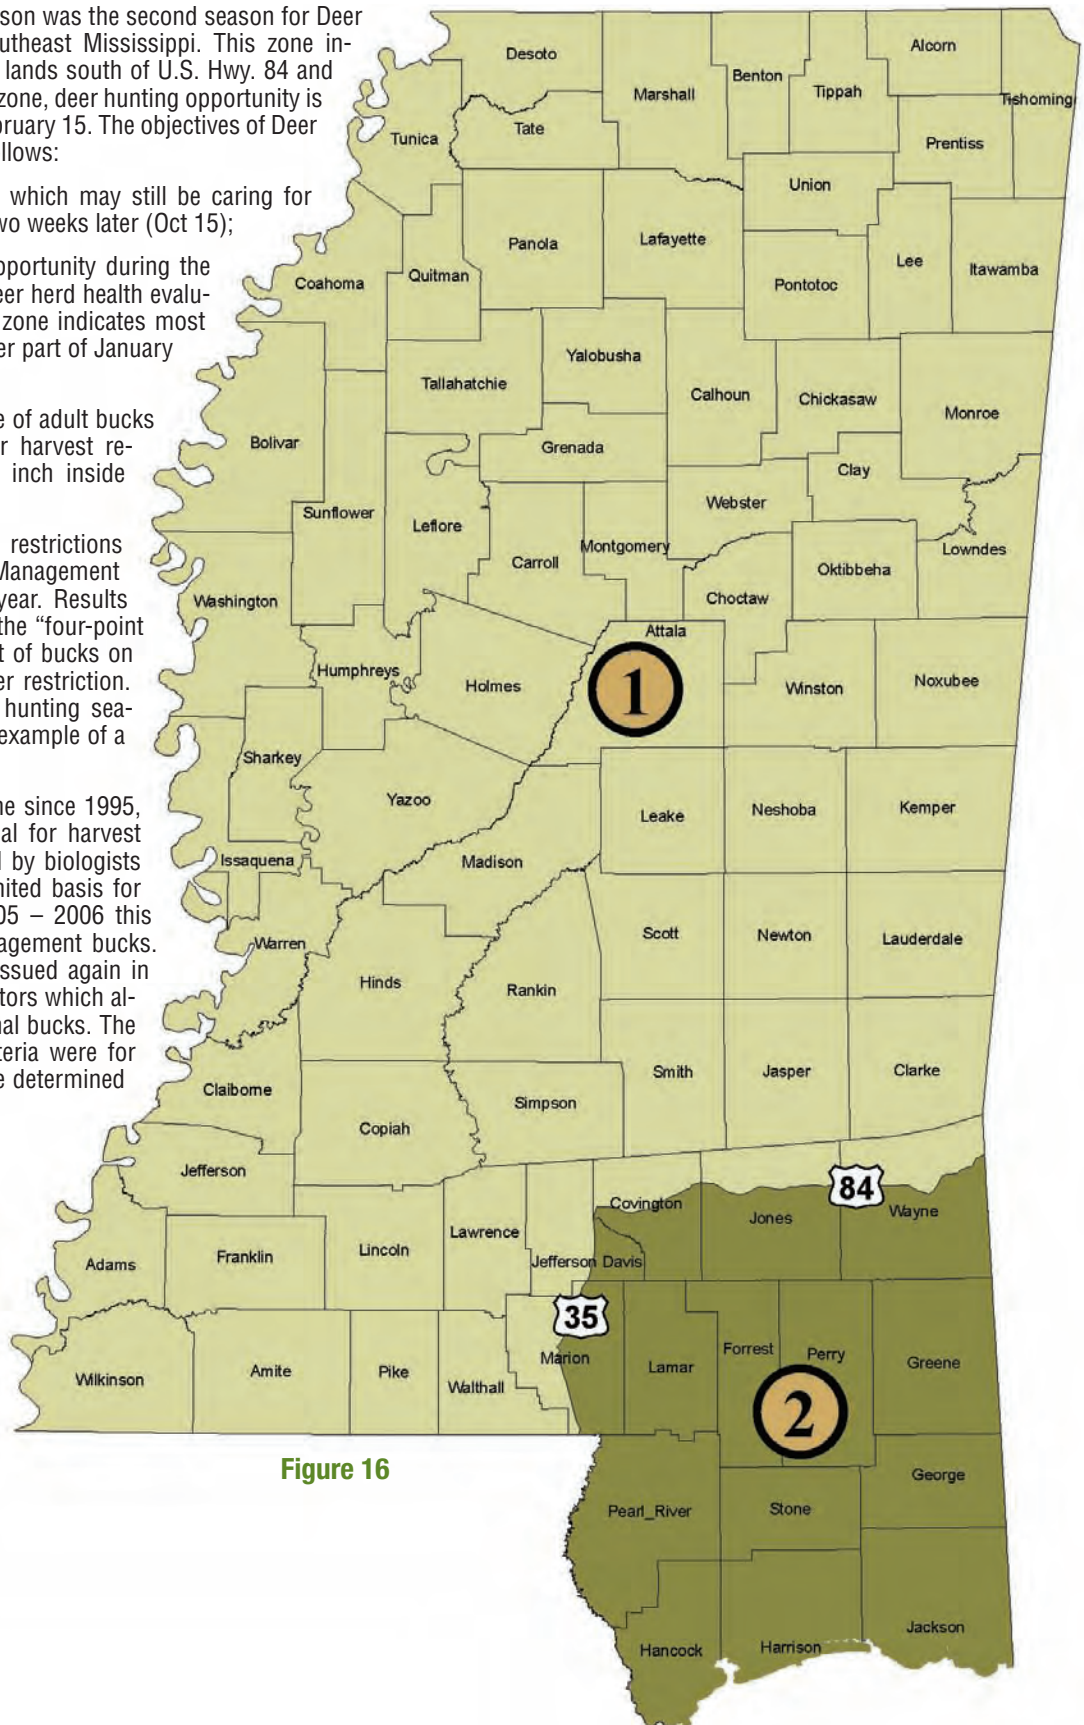 son was the second season for Deer
utheast Mississippi. This zone in-
lands south of U.S. Hwy. 84 and
zone, deer hunting opportunity is
bruary 15. The objectives of Deer
llows:
which may still be caring for
wo weeks later (Oct 15);
pportunity during the
eer herd health evalu-
zone indicates most
er part of January
e of adult bucks
r harvest re-
inch inside
restrictions
Management
year. Results
the “four-point
t of bucks on
er restriction.
hunting sea-
example of a
ne since 1995,
al for harvest
d by biologists
nited basis for
05 – 2006 this
agement bucks.
issued again in
tors which al-
nal bucks. The
teria were for
e determined
Desoto
Marshall
Benton
Tippah
Alcorn
Tishoming
Tunica
Tate
Prentiss
Union
Panola
Lafayette
Pontotoc
Lee
Itawamba
Coahoma
Quitman
Tallahatchie
Yalobusha
Calhoun
Chickasaw
Monroe
Bolivar
Grenada
Clay
Sunflower
Leflore
Webster
Carroll
Montgomery
Oktibbeha
Lowndes
Washington
Choctaw
Attala
1
Humphreys
Holmes
Winston
Noxubee
Sharkey
Yazoo
Leake
Neshoba
Kemper
Issaquena
Madison
Warren
Scott
Newton
Lauderdale
Hinds
Rankin
Claiborne
Smith
Jasper
Clarke
Copiah
Simpson
Jefferson
84
Covington
Jones
Wayne
Lawrence
Adams
Franklin
Lincoln
Jefferson Davis
35
Wilkinson
Amite
Pike
Walthall
Marion
Lamar
Forrest
Perry
Greene
2
Figure 16
George
Pearl_River
Stone
Hancock
Harrison
Jackson